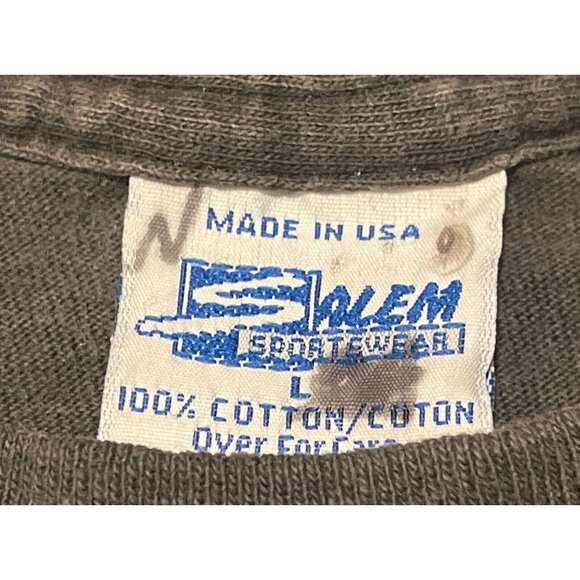 N MADE IN USA
SALEM
SPORTSWEAR
L
100% COTTON/COTON
Over For Care